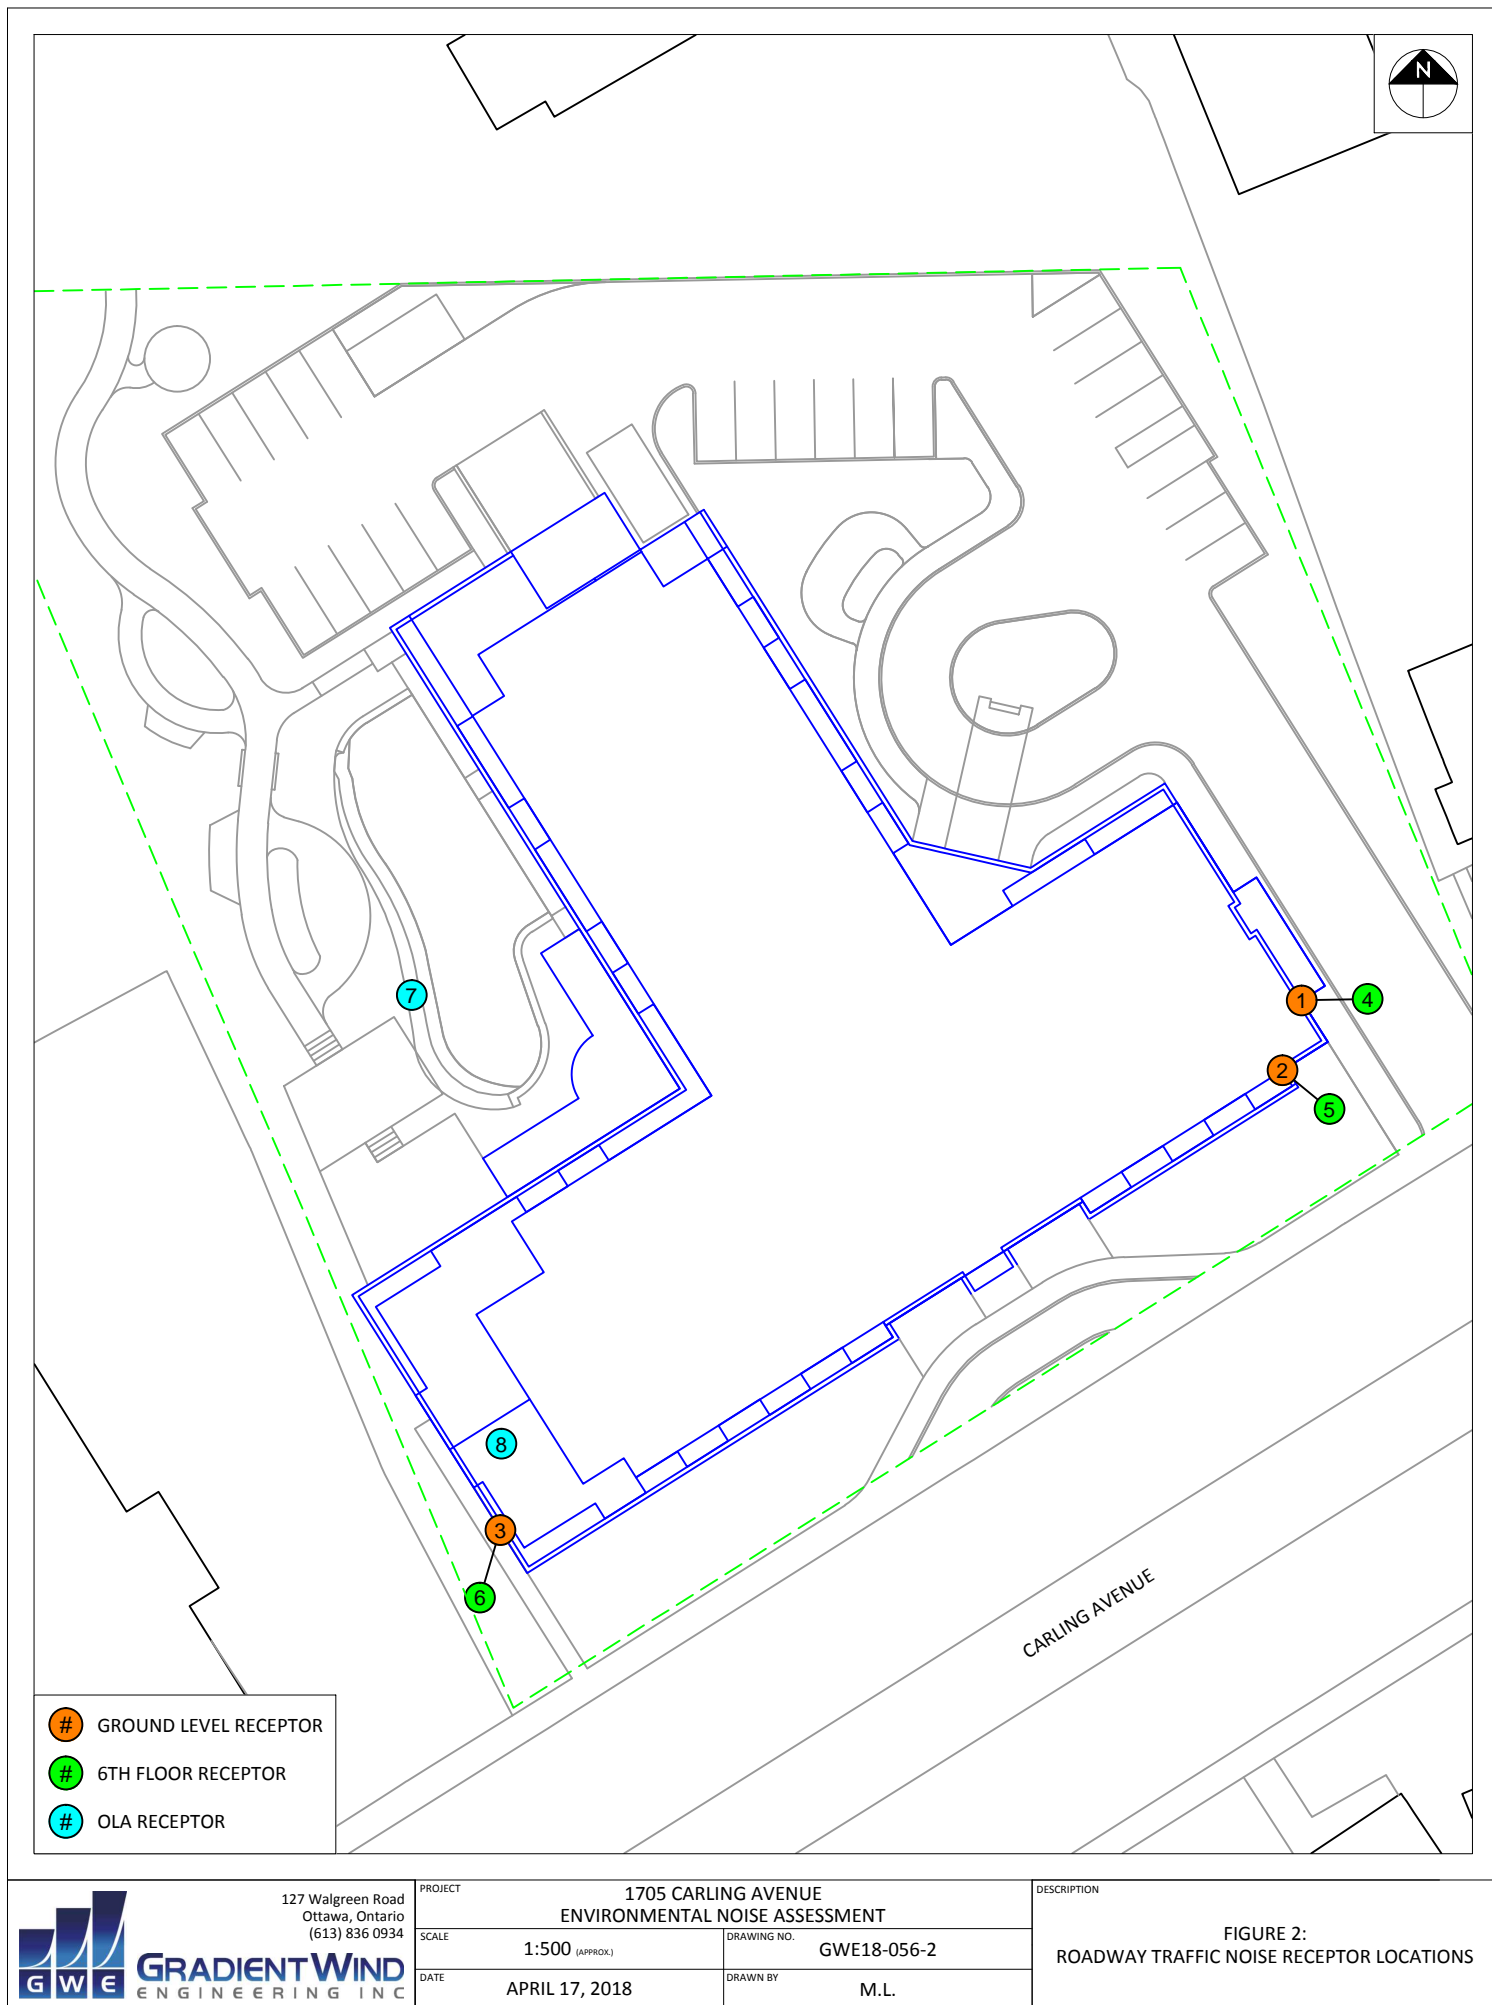 N
7
1
4
2
5
8
3
6
CARLING AVENUE
# GROUND LEVEL RECEPTOR
# 6TH FLOOR RECEPTOR
# OLA RECEPTOR
GWE
GRADIENTWIND
ENGINEERING INC
127 Walgreen Road
Ottawa, Ontario
(613) 836 0934
PROJECT
1705 CARLING AVENUE
ENVIRONMENTAL NOISE ASSESSMENT
SCALE
1:500 (APPROX.)
DRAWING NO.
GWE18-056-2
DATE
APRIL 17, 2018
DRAWN BY
M.L.
DESCRIPTION
FIGURE 2:
ROADWAY TRAFFIC NOISE RECEPTOR LOCATIONS